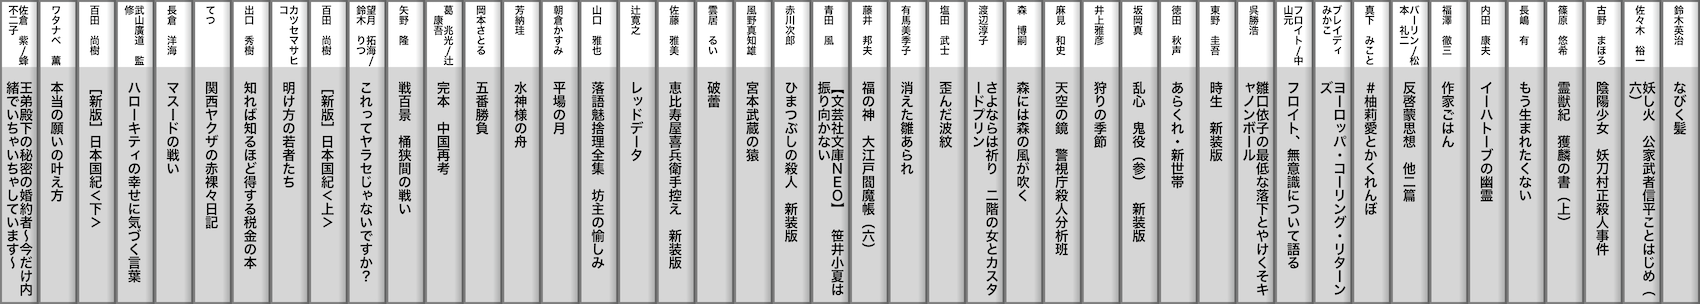 鈴木英治
なびく髪
佐々木 裕一
妖し火 公家武者信平ことはじめ（
六）
古野 まほろ
陰陽少女 妖刀村正殺人事件
篠原 悠希
霊獣紀 獲麟の書（上）
長嶋 有
もう生まれたくない
内田 康夫
イーハトーブの幽霊
福澤 徹三
作家ごはん
バーリン/松
本 礼二
反啓蒙思想 他二篇
真下 みこと
＃柚莉愛とかくれんぼ
ブレイディ
みかこ
ヨーロッパ・コーリング・リターン
ズ
フロイト/中
山元
フロイト、無意識について語る
呉勝浩
雛口依子の最低な落下とやけくそキ
ャノンボール
東野 圭吾
時生 新装版
徳田 秋声
あらくれ・新世帯
坂岡真
乱心 鬼役（参） 新装版
井上雅彦
狩りの季節
麻見 和史
天空の鏡 警視庁殺人分析班
森 博嗣
森には森の風が吹く
渡辺淳子
さよならは祈り 二階の女とカスタ
ードプリン
塩田 武士
歪んだ波紋
有馬美季子
消えた雛あられ
藤井 邦夫
福の神 大江戸閻魔帳（六）
青田 風
【文芸社文庫ＮＥＯ】 笹井小夏は
振り向かない
赤川次郎
ひまつぶしの殺人 新装版
風野真知雄
宮本武蔵の猿
雲居 るい
破蕾
佐藤 雅美
恵比寿屋喜兵衛手控え 新装版
辻寛之
レッドデータ
山口 雅也
落語魅捨理全集 坊主の愉しみ
朝倉かすみ
平場の月
芳納珪
水神様の舟
岡本さとる
五番勝負
葛 兆光/辻
康吾
完本 中国再考
矢野 隆
戦百景 桶狭間の戦い
望月 拓海/
鈴木 りつ
これってヤラセじゃないですか？
百田 尚樹
［新版］日本国紀＜上＞
カツセマサヒ
コ
明け方の若者たち
出口 秀樹
知れば知るほど得する税金の本
てつ
関西ヤクザの赤裸々日記
長倉 洋海
マスードの戦い
武山廣道 監
修
ハローキティの幸せに気づく言葉
百田 尚樹
［新版］日本国紀＜下＞
ワタナベ 薫
本当の願いの叶え方
佐倉 紫/蜂
不二子
王弟殿下の秘密の婚約者～今だけ内
緒でいちゃいちゃしています～